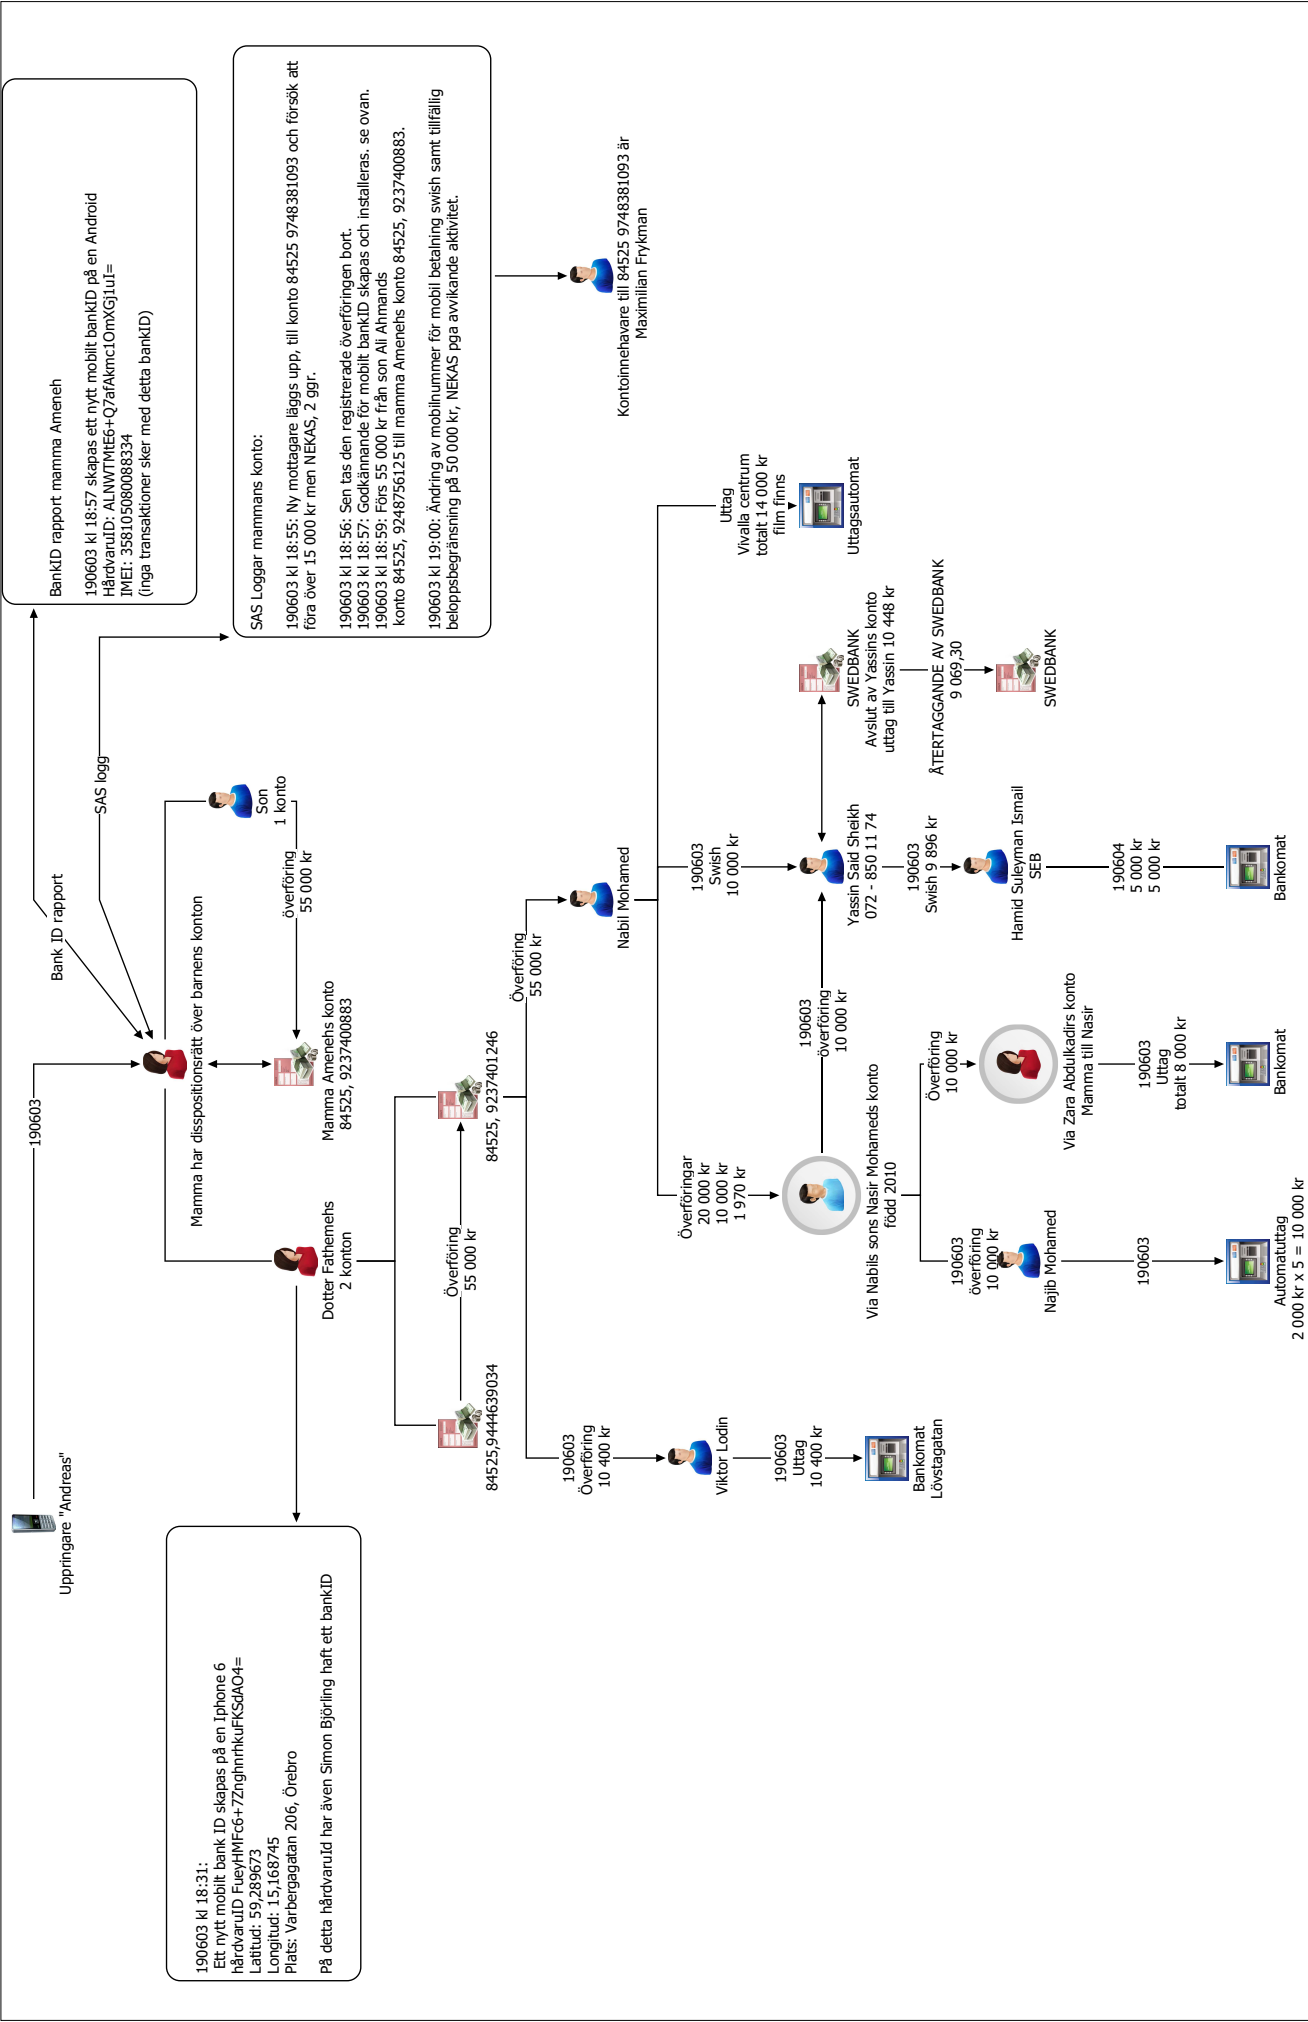 Uppringare "Andreas"
190603
Bank ID rapport
SAS logg
BankID rapport mamma Ameneh
190603 kl 18:57 skapas ett nytt mobilt bankID på en Android
HårdvaruID: ALNWTMtE6+Q7afAkmc1OmXGj1uI=
IMEI: 358105080088334
(inga transaktioner sker med detta bankID)
SAS Loggar mammans konto:
190603 kl 18:55: Ny mottagare läggs upp, till konto 84525 9748381093 och försök att
föra över 15 000 kr men NEKAS, 2 ggr.
190603 kl 18:56: Sen tas den registrerade överföringen bort.
190603 kl 18:57: Godkännande för mobilt bankID skapas och installeras. se ovan.
190603 kl 18:59: Förs 55 000 kr från son Ali Ahmands
konto 84525, 9248756125 till mamma Amenehs konto 84525, 9237400883.
190603 kl 19:00: Ändring av mobilnummer för mobil betalning swish samt tillfällig
beloppsbegränsning på 50 000 kr, NEKAS pga avvikande aktivitet.
Kontoinnehavare till 84525 9748381093 är
Maximilian Frykman
Mamma har dispositionsrätt över barnens konton
Son
1 konto
överföring
55 000 kr
Mamma Amenehs konto
84525, 9237400883
Dotter Fathemehs
2 konton
190603 kl 18:31:
Ett nytt mobilt bank ID skapas på en Iphone 6
hårdvaruID FueyHMFc6+7ZnghnrhkuFKSdAO4=
Latitud: 59,289673
Longitud: 15,168745
Plats: Varbergagatan 206, Örebro
På detta hårdvaruId har även Simon Björling haft ett bankID
84525,9444639034
Överföring
55 000 kr
84525, 9237401246
190603
Överföring
10 400 kr
Viktor Lodin
190603
Uttag
10 400 kr
Bankomat
Lövstagatan
Överföring
55 000 kr
Nabil Mohamed
Överföringar
20 000 kr
10 000 kr
1 970 kr
Via Nabils sons Nasir Mohameds konto
född 2010
190603
överföring
10 000 kr
Najib Mohamed
190603
Automatuttag
2 000 kr x 5 = 10 000 kr
Överföring
10 000 kr
Via Zara Abdulkadirs konto
Mamma till Nasir
190603
Uttag
totalt 8 000 kr
Bankomat
190603
överföring
10 000 kr
190603
Swish
10 000 kr
Yassin Said Sheikh
072 - 850 11 74
190603
Swish 9 896 kr
Hamid Suleyman Ismail
SEB
190604
5 000 kr
5 000 kr
Bankomat
SWEDBANK
Avslut av Yassins konto
uttag till Yassin 10 448 kr
ÅTERTAGGANDE AV SWEDBANK
9 069,30
SWEDBANK
Uttag
Vivalla centrum
totalt 14 000 kr
film finns
Uttagsautomat